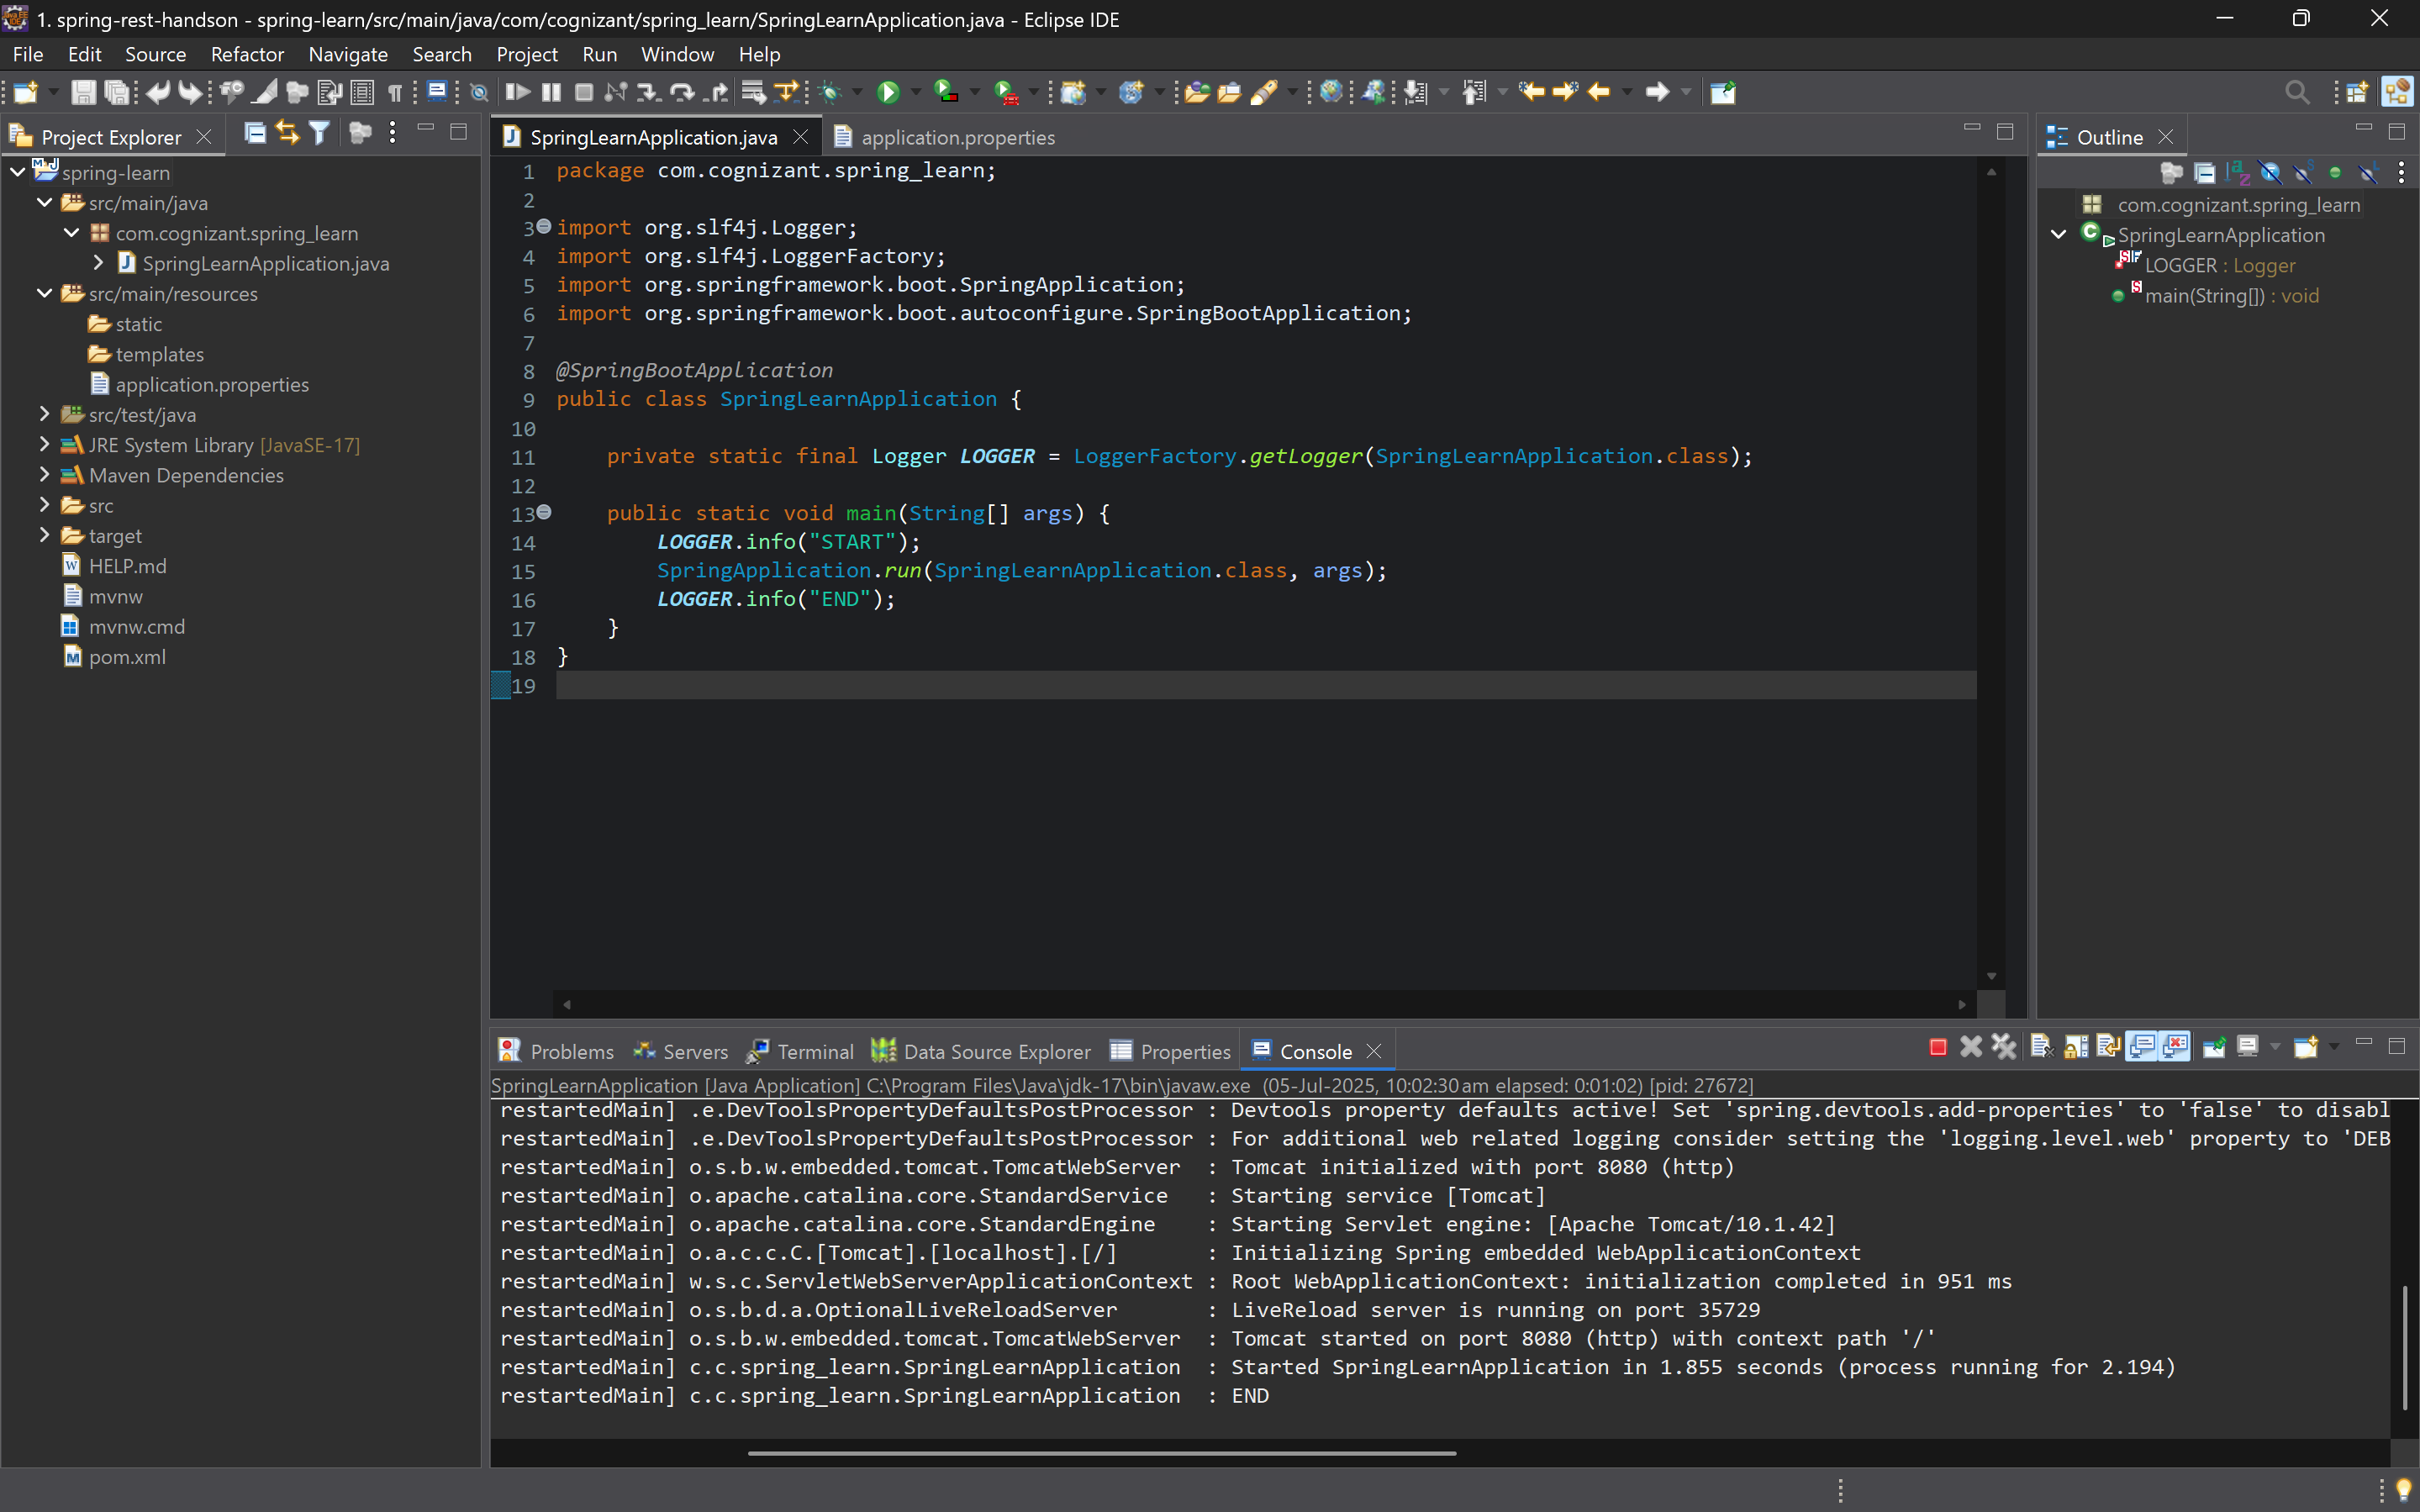 1. spring-rest-handson - spring-learn/src/main/java/com/cognizant/spring_learn/SpringLearnApplication.java - Eclipse IDE
File Edit Source Refactor Navigate Search Project Run Window Help
Project Explorer
spring-learn
src/main/java
com.cognizant.spring_learn
SpringLearnApplication.java
src/main/resources
static
templates
application.properties
src/test/java
JRE System Library [JavaSE-17]
Maven Dependencies
src
target
HELP.md
mvnw
mvnw.cmd
pom.xml
SpringLearnApplication.java application.properties
1 package com.cognizant.spring_learn;
2
3 import org.slf4j.Logger;
4 import org.slf4j.LoggerFactory;
5 import org.springframework.boot.SpringApplication;
6 import org.springframework.boot.autoconfigure.SpringBootApplication;
7
8 @SpringBootApplication
9 public class SpringLearnApplication {
10
11     private static final Logger LOGGER = LoggerFactory.getLogger(SpringLearnApplication.class);
12
13     public static void main(String[] args) {
14         LOGGER.info("START");
15         SpringApplication.run(SpringLearnApplication.class, args);
16         LOGGER.info("END");
17     }
18 }
19
Outline
com.cognizant.spring_learn
SpringLearnApplication
LOGGER : Logger
main(String[]) : void
Problems Servers Terminal Data Source Explorer Properties Console
SpringLearnApplication [Java Application] C:\Program Files\Java\jdk-17\bin\javaw.exe (05-Jul-2025, 10:02:30 am elapsed: 0:01:02) [pid: 27672]
restartedMain] .e.DevToolsPropertyDefaultsPostProcessor : Devtools property defaults active! Set 'spring.devtools.add-properties' to 'false' to disabl
restartedMain] .e.DevToolsPropertyDefaultsPostProcessor : For additional web related logging consider setting the 'logging.level.web' property to 'DEB
restartedMain] o.s.b.w.embedded.tomcat.TomcatWebServer  : Tomcat initialized with port 8080 (http)
restartedMain] o.apache.catalina.core.StandardService   : Starting service [Tomcat]
restartedMain] o.apache.catalina.core.StandardEngine    : Starting Servlet engine: [Apache Tomcat/10.1.42]
restartedMain] o.a.c.c.C.[Tomcat].[localhost].[/]       : Initializing Spring embedded WebApplicationContext
restartedMain] w.s.c.ServletWebServerApplicationContext : Root WebApplicationContext: initialization completed in 951 ms
restartedMain] o.s.b.d.a.OptionalLiveReloadServer       : LiveReload server is running on port 35729
restartedMain] o.s.b.w.embedded.tomcat.TomcatWebServer  : Tomcat started on port 8080 (http) with context path '/'
restartedMain] c.c.spring_learn.SpringLearnApplication  : Started SpringLearnApplication in 1.855 seconds (process running for 2.194)
restartedMain] c.c.spring_learn.SpringLearnApplication  : END